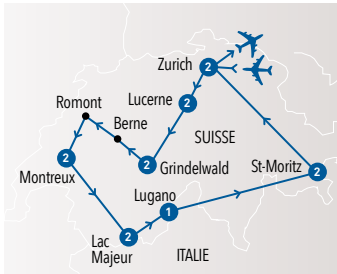 Zurich
2
Lucerne
2
Romont
Berne
SUISSE
2
Montreux
2
Grindelwald
St-Moritz
2
Lugano
1
2
Lac
Majeur
ITALIE